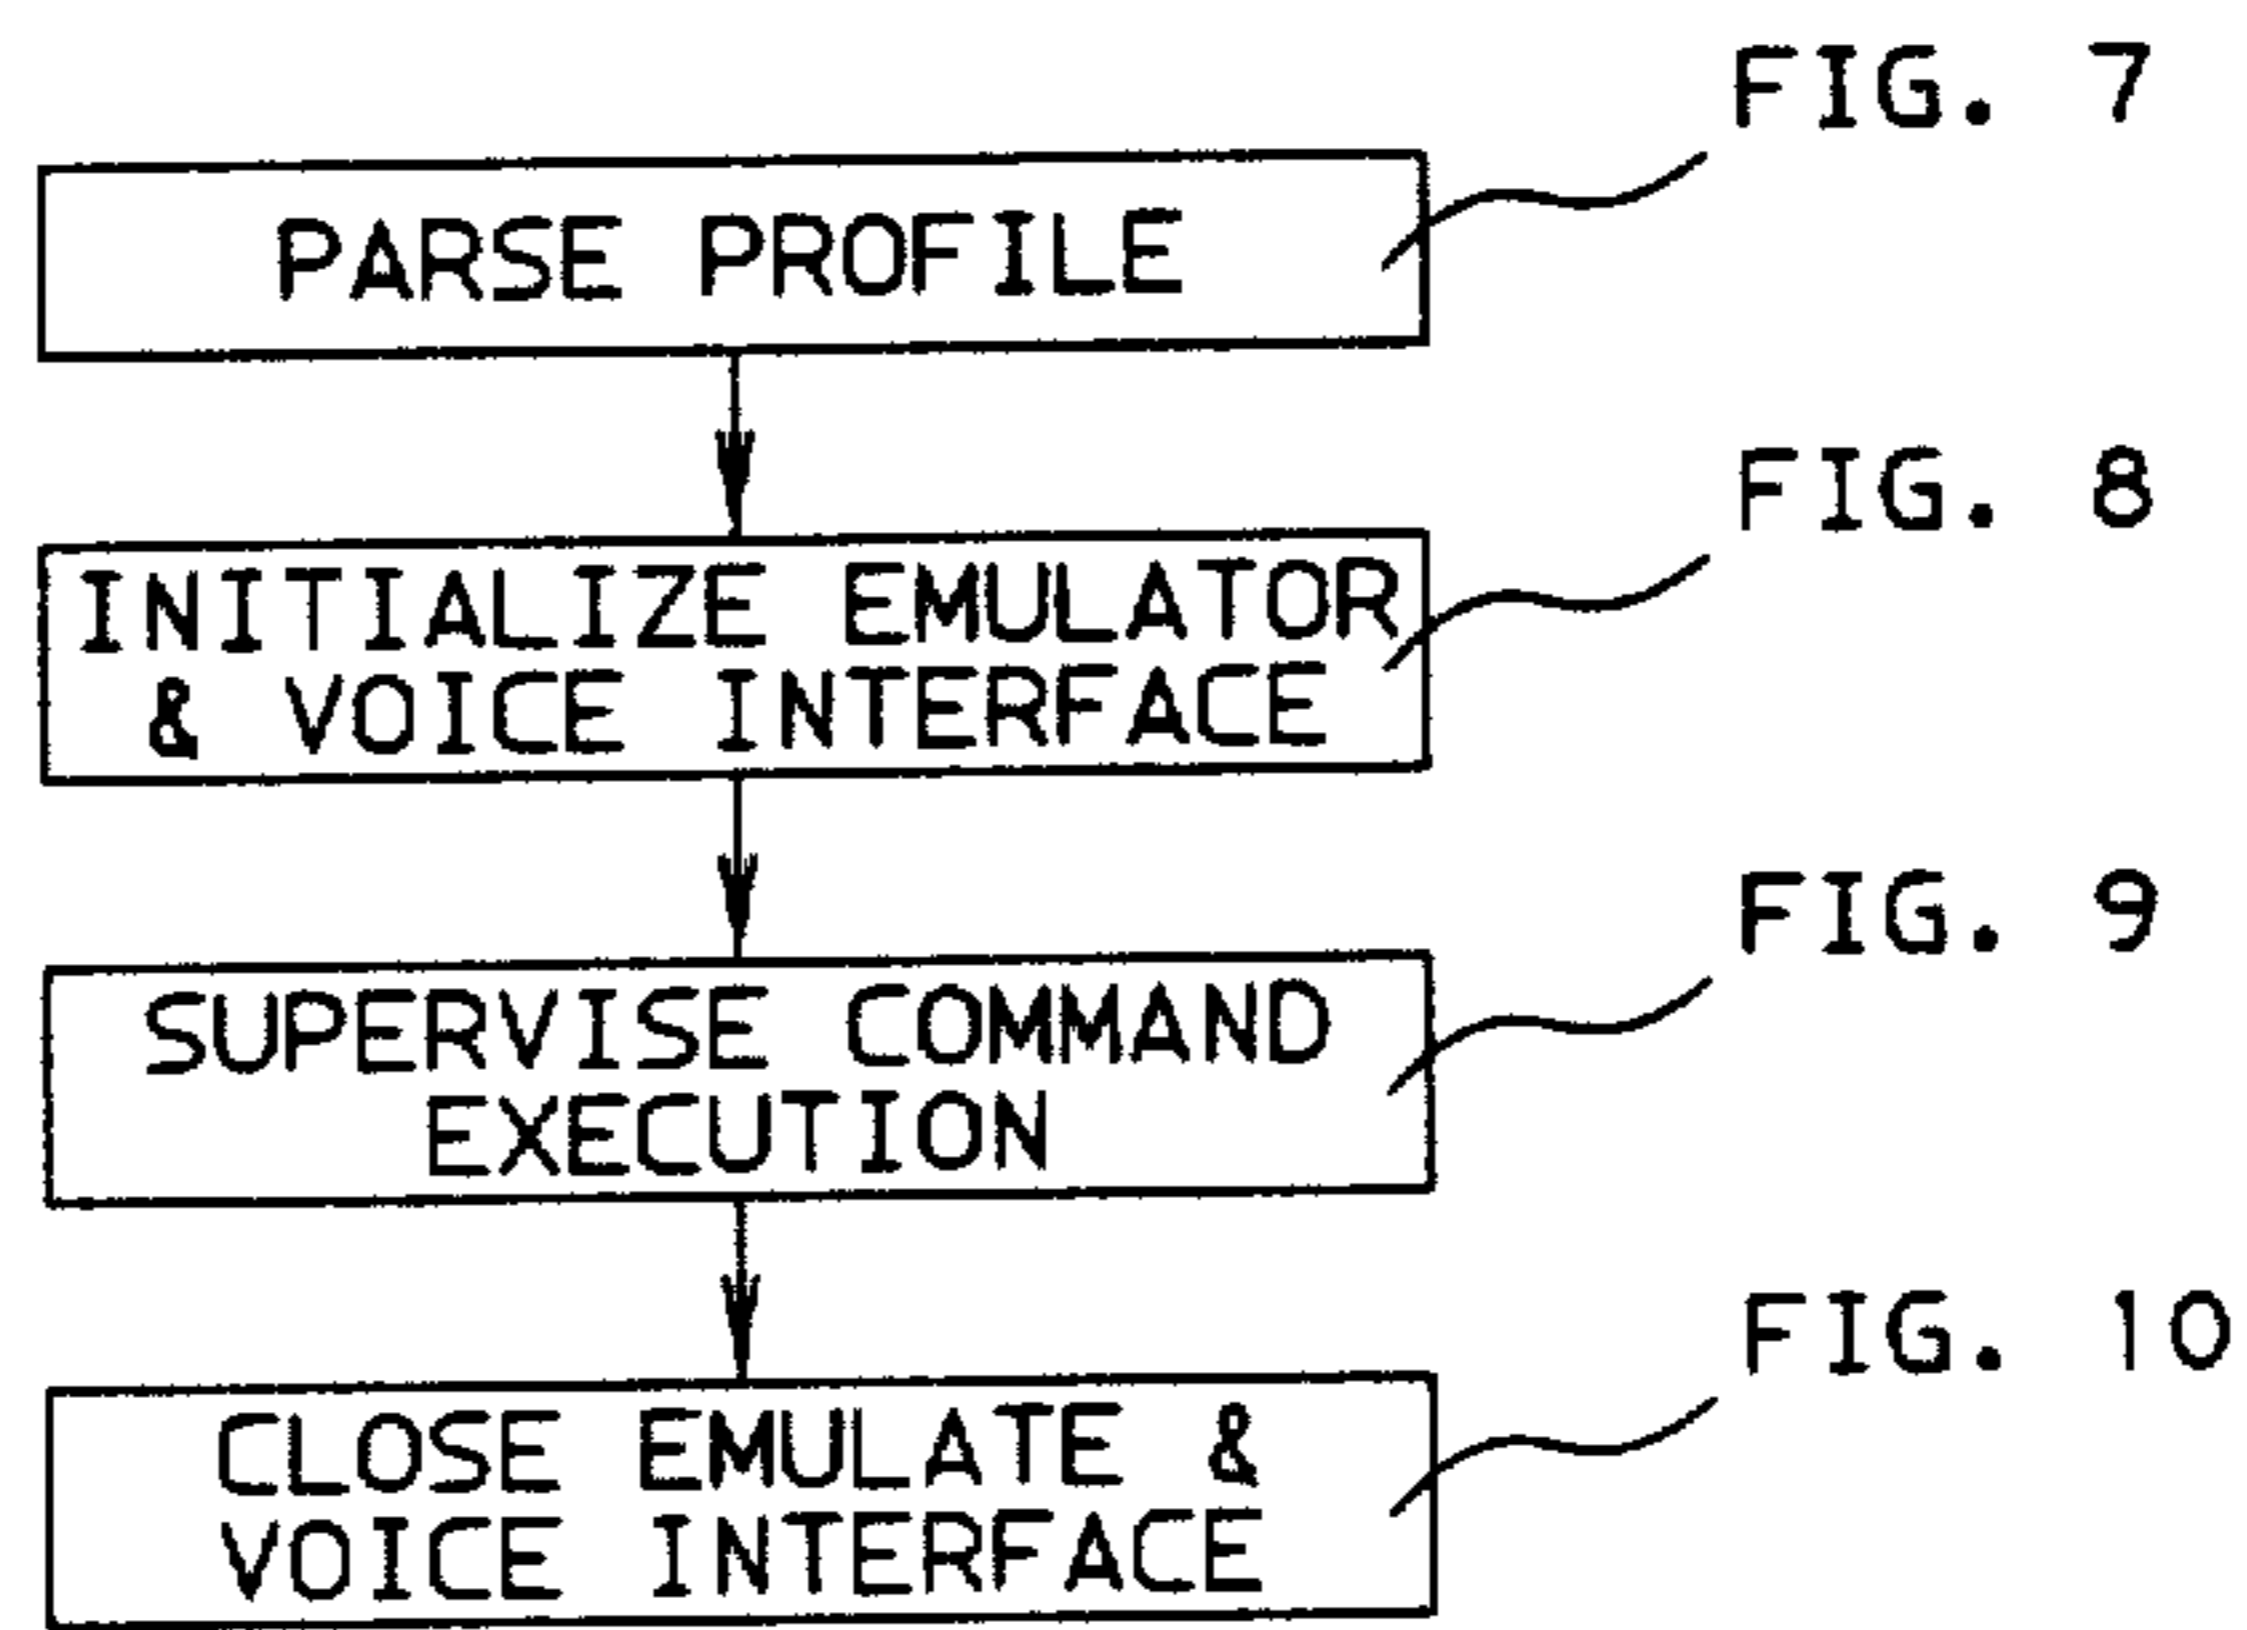 FIG. 7
PARSE PROFILE
FIG. 8
INITIALIZE EMULATOR
& VOICE INTERFACE
FIG. 9
SUPERVISE COMMAND
EXECUTION
FIG. 10
CLOSE EMULATE &
VOICE INTERFACE